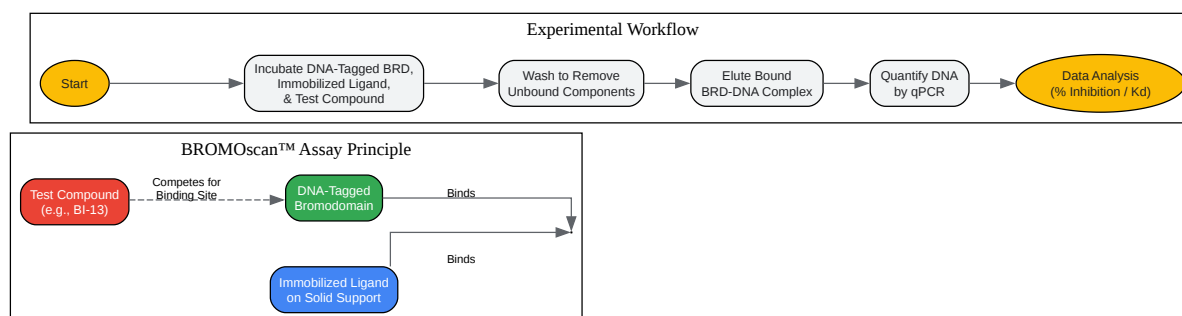 Experimental Workflow
Start
Incubate DNA-Tagged BRD,
Immobilized Ligand,
& Test Compound
Wash to Remove
Unbound Components
Elute Bound
BRD-DNA Complex
Quantify DNA
by qPCR
Data Analysis
(% Inhibition / Kd)
BROMOscan™ Assay Principle
Test Compound
(e.g., BI-13)
Competes for
Binding Site
DNA-Tagged
Bromodomain
Binds
Immobilized Ligand
on Solid Support
Binds